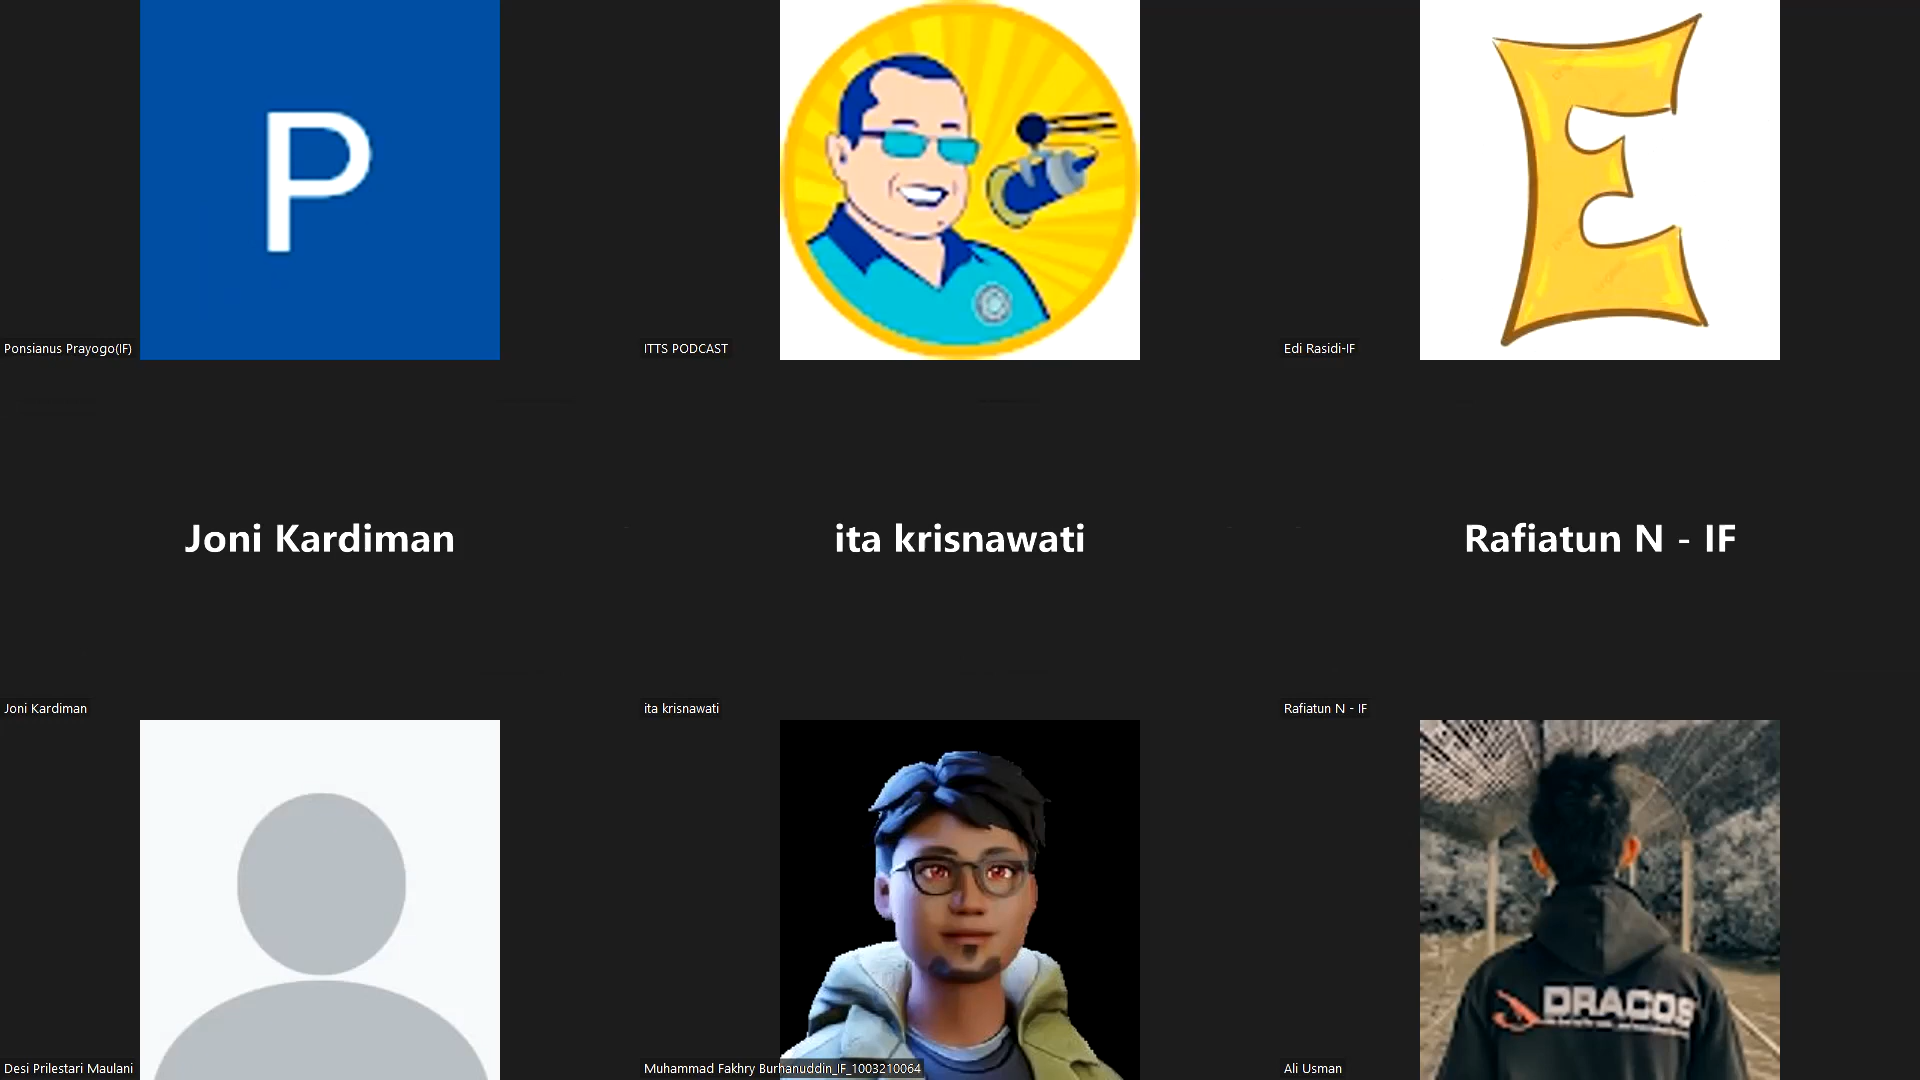 P
E
Ponsianus Prayogo(IF)
ITTS PODCAST
Edi Rasidi-IF
Joni Kardiman
ita krisnawati
Rafiatun N - IF
Joni Kardiman
ita krisnawati
Rafiatun N - IF
DRACOS
Desi Prilestari Maulani
Muhammad Fakhry Burhanuddin_IF_1003210064
Ali Usman